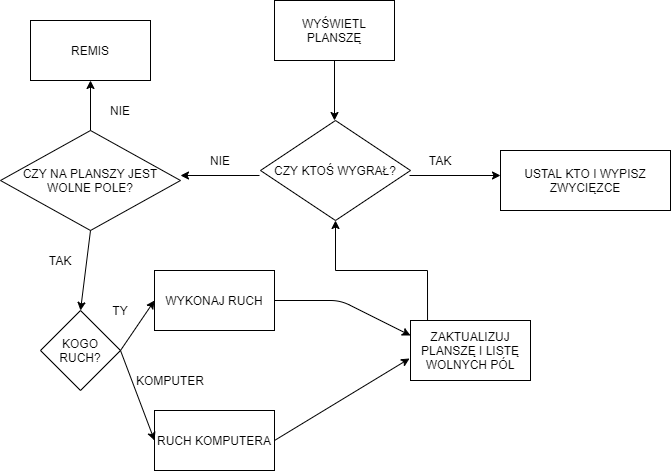 WYŚWIETL
PLANSZĘ
REMIS
NIE
CZY NA PLANSZY JEST
WOLNE POLE?
NIE
CZY KTOŚ WYGRAŁ?
TAK
USTAL KTO I WYPISZ
ZWYCIĘZCE
TAK
KOGO
RUCH?
TY
WYKONAJ RUCH
KOMPUTER
RUCH KOMPUTERA
ZAKTUALIZUJ
PLANSZĘ I LISTĘ
WOLNYCH PÓL